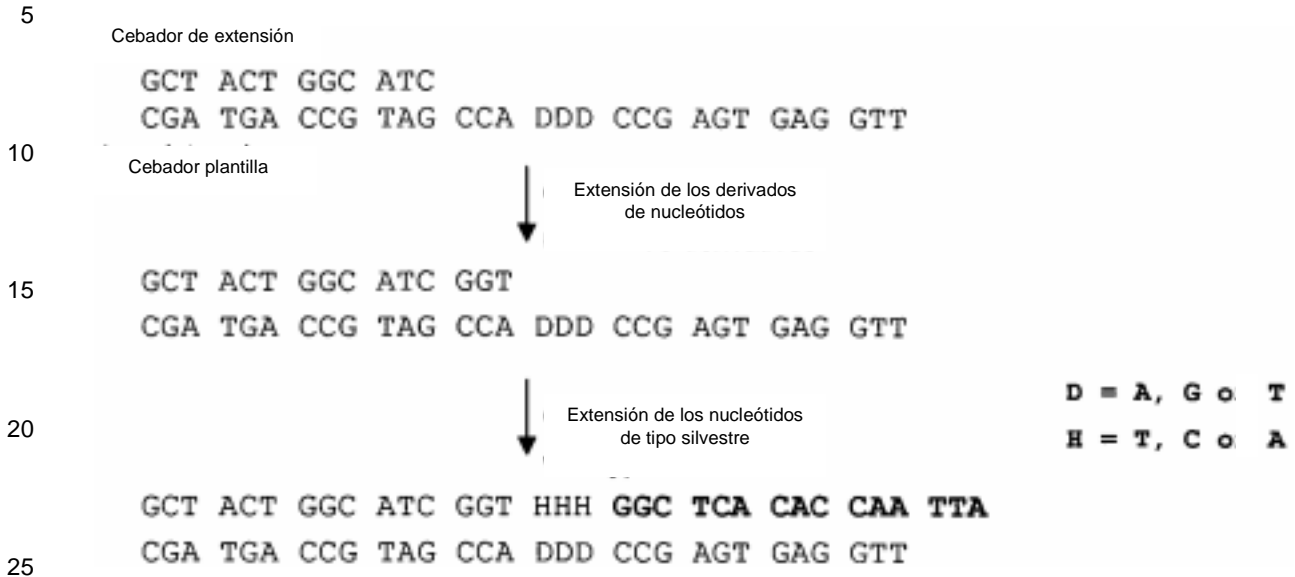 5
Cebador de extensión
GCT ACT GGC ATC
CGA TGA CCG TAG CCA DDD CCG AGT GAG GTT
10
Cebador plantilla
Extensión de los derivados
de nucleótidos
15
GCT ACT GGC ATC GGT
CGA TGA CCG TAG CCA DDD CCG AGT GAG GTT
D = A, G o T
20
Extensión de los nucleótidos
de tipo silvestre
H = T, C o A
GCT ACT GGC ATC GGT HHH GGC TCA CAC CAA TTA
CGA TGA CCG TAG CCA DDD CCG AGT GAG GTT
25